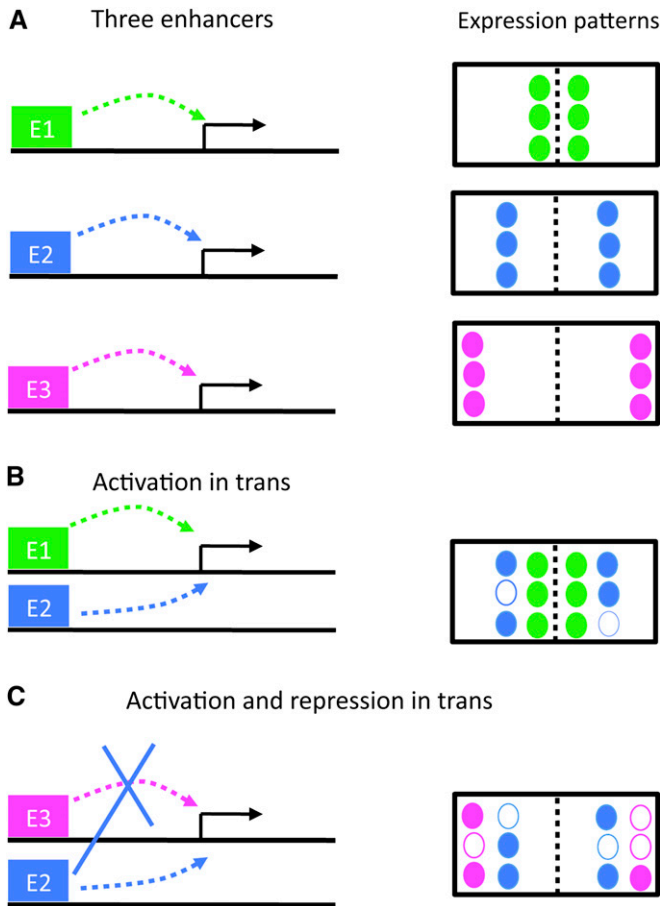 A Three enhancers Expression patterns
E1
E2
E3
B Activation in trans
E1
E2
C Activation and repression in trans
E3
E2